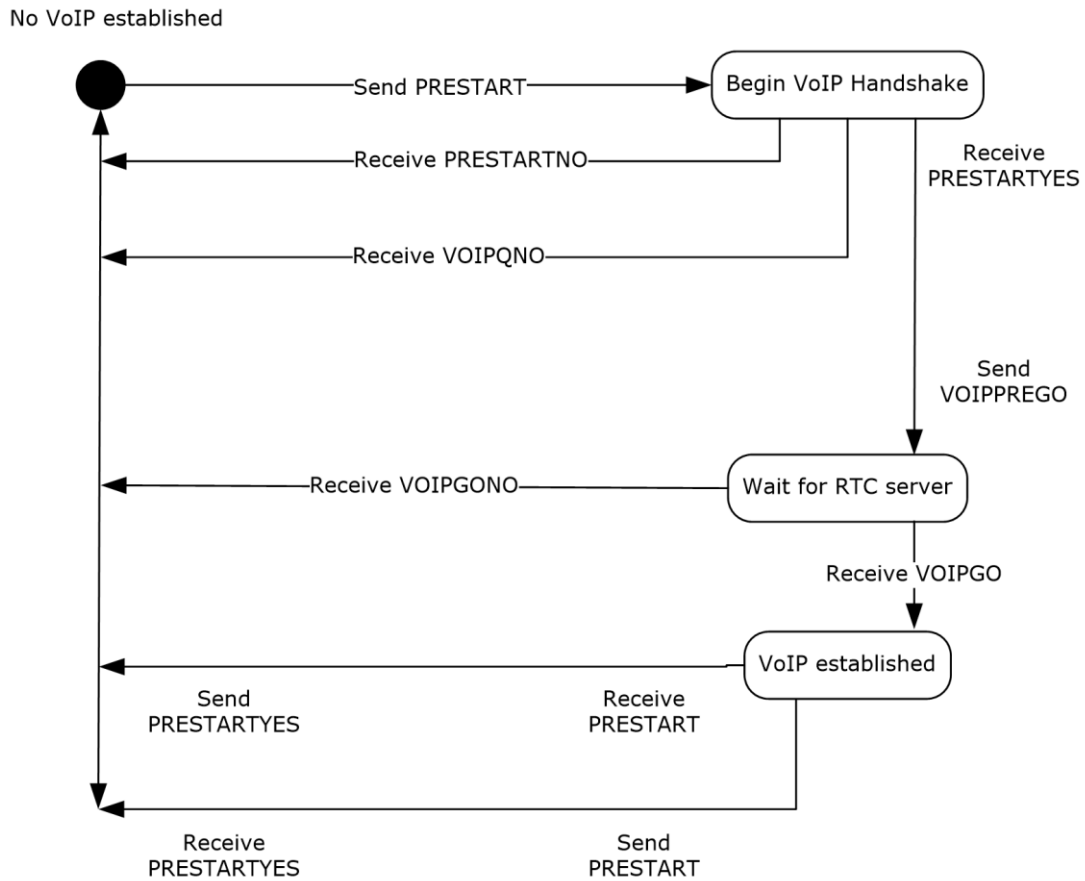 No VoIP established
Send PRESTART
Begin VoIP Handshake
Receive PRESTARTNO
Receive
PRESTARTYES
Receive VOIPQNO
Send
VOIPPREGO
Receive VOIPGONO
Wait for RTC server
Receive VOIPGO
VoIP established
Send
PRESTARTYES
Receive
PRESTART
Receive
PRESTARTYES
Send
PRESTART